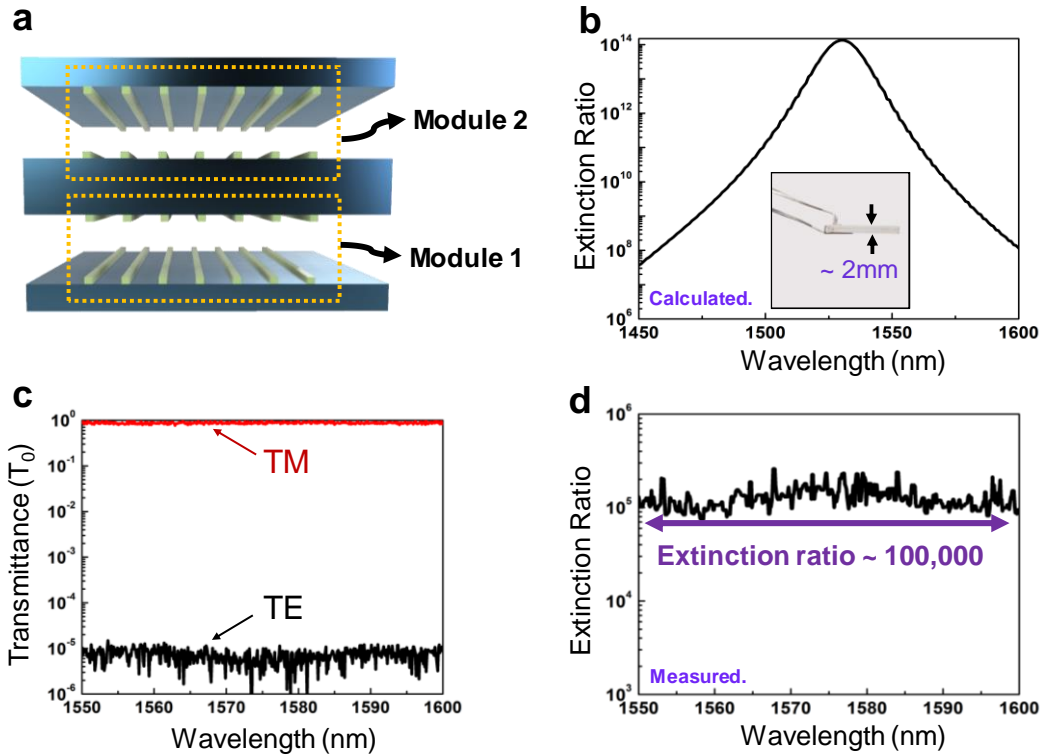 a
Module 2
Module 1
b
Extinction Ratio
10^14
10^12
10^10
10^8
10^6
1450
1500
1550
1600
Wavelength (nm)
~ 2mm
Calculated.
c
Transmittance (T_0)
10^0
10^-1
10^-2
10^-3
10^-4
10^-5
10^-6
1550
1560
1570
1580
1590
1600
Wavelength (nm)
TM
TE
d
Extinction Ratio
10^6
10^5
10^4
10^3
1550
1560
1570
1580
1590
1600
Wavelength (nm)
Extinction ratio ~ 100,000
Measured.